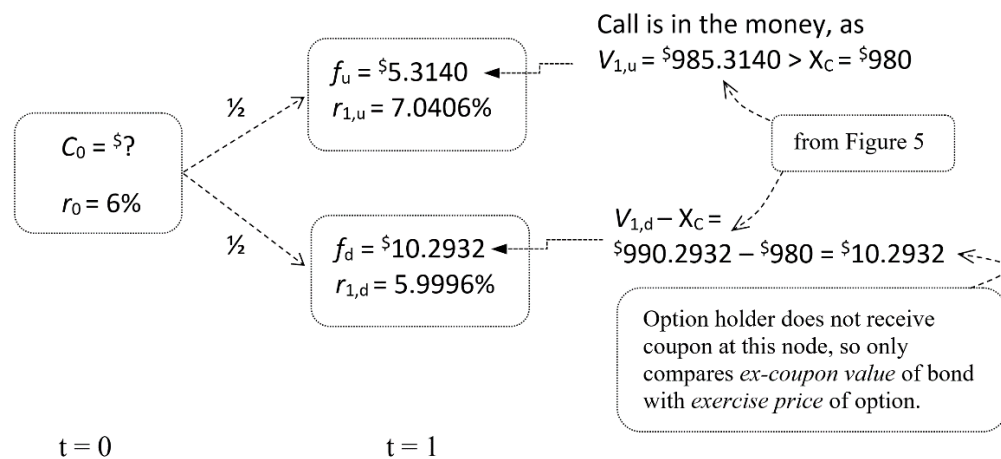 Call is in the money, as
V₁,ᵤ = $985.3140 > X_C = $980
fᵤ = $5.3140
r₁,ᵤ = 7.0406%
½
from Figure 5
C₀ = $?
r₀ = 6%
½
V₁,d – X_C =
$990.2932 – $980 = $10.2932
f_d = $10.2932
r₁,d = 5.9996%
Option holder does not receive
coupon at this node, so only
compares ex-coupon value of bond
with exercise price of option.
t = 0
t = 1